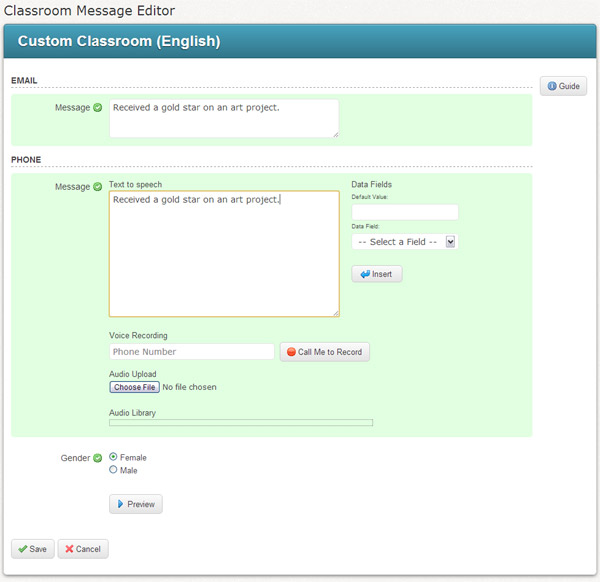 Classroom Message Editor
Custom Classroom (English)
EMAIL
Guide
Message
Received a gold star on an art project.
PHONE
Message
Text to speech
Received a gold star on an art project.
Data Fields
Default Value:
Data Field:
-- Select a Field --
Insert
Voice Recording
Phone Number
Call Me to Record
Audio Upload
Choose File No file chosen
Audio Library
Gender
Female
Male
Preview
Save
Cancel